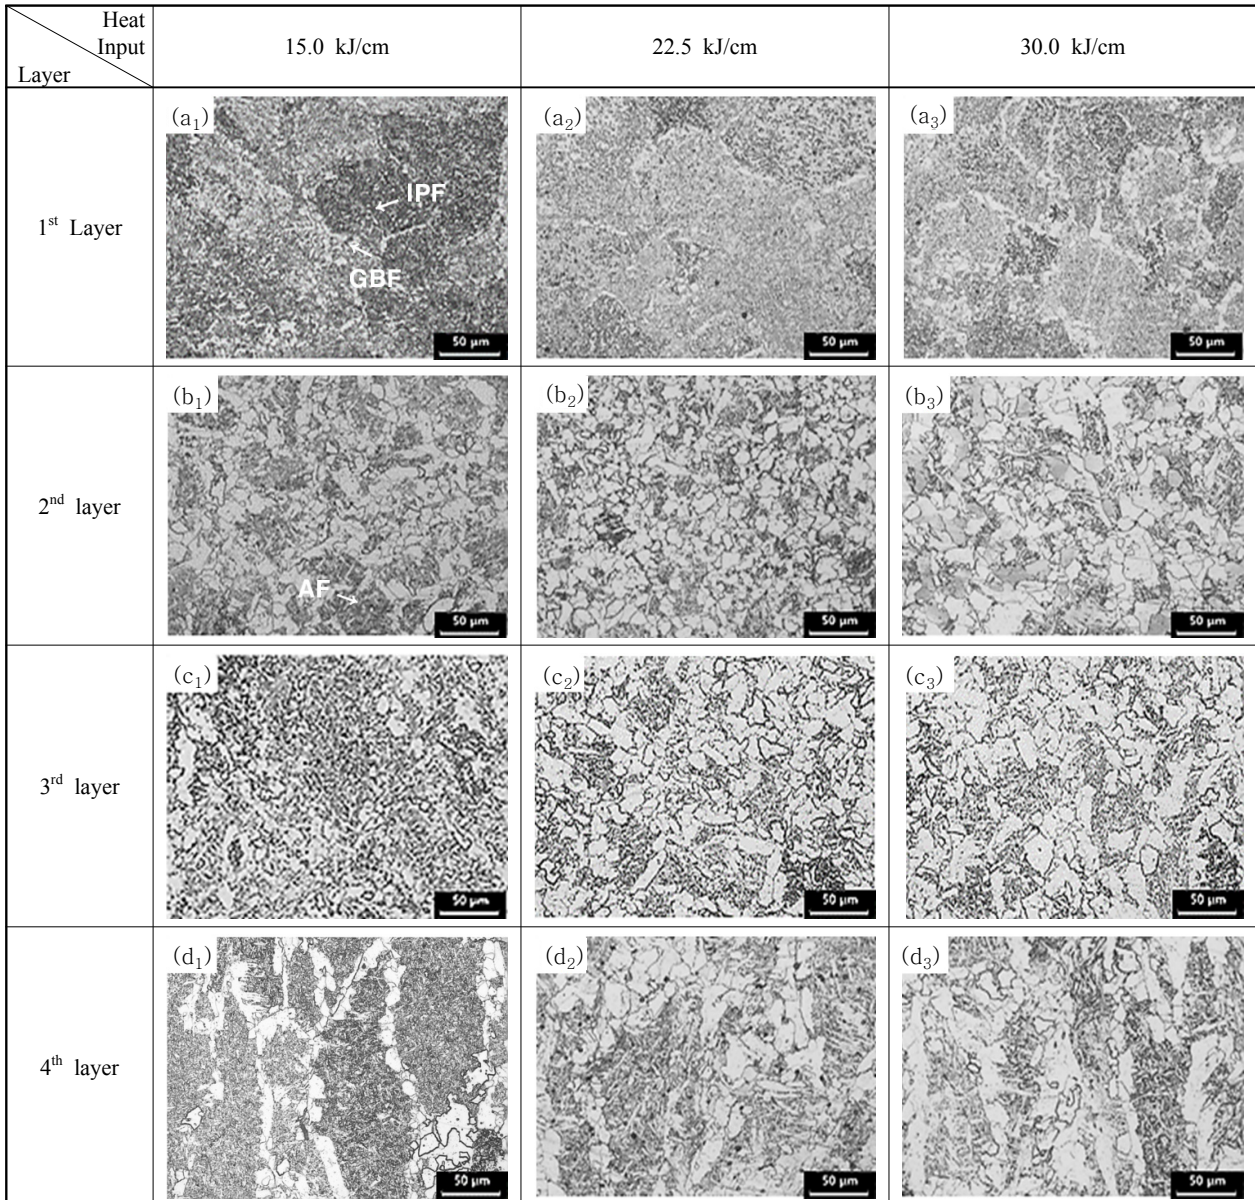 Heat
Input
Layer
15.0 kJ/cm
22.5 kJ/cm
30.0 kJ/cm
1st Layer
(a1)
IPF
GBF
50 μm
(a2)
50 μm
(a3)
50 μm
2nd layer
(b1)
AF
50 μm
(b2)
50 μm
(b3)
50 μm
3rd layer
(c1)
50 μm
(c2)
50 μm
(c3)
50 μm
4th layer
(d1)
50 μm
(d2)
50 μm
(d3)
50 μm